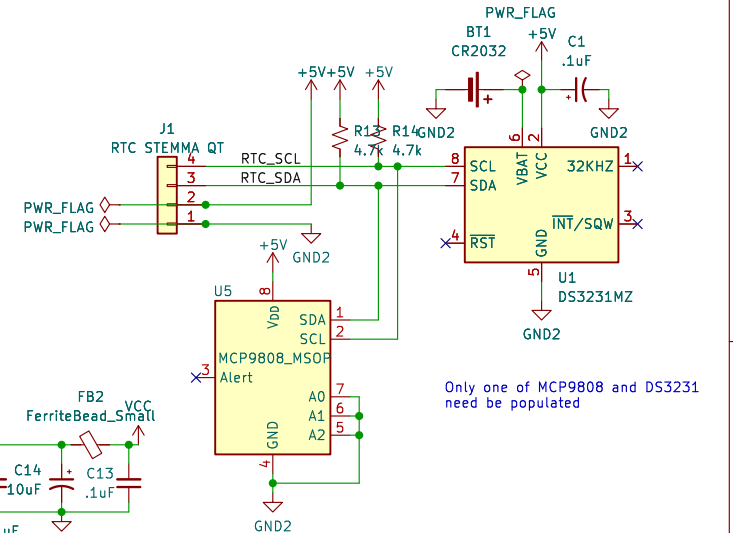 PWR_FLAG
BT1
CR2032
+5V
C1
.1uF
+5V
+5V
+5V
J1
RTC STEMMA QT
R13
4.7k
R14
4.7k
GND2
GND2
4
RTC_SCL
3
RTC_SDA
2
PWR_FLAG
1
PWR_FLAG
GND2
6
2
VBAT
VCC
8
SCL
7
SDA
32KHZ
1
INT/SQW
3
4
RST
GND
5
U1
DS3231MZ
GND2
+5V
U5
8
VDD
SDA
1
SCL
2
MCP9808_MSOP
3
Alert
A0
7
A1
6
A2
5
GND
4
GND2
Only one of MCP9808 and DS3231
need be populated
FB2
FerriteBead_Small
VCC
C14
10uF
C13
.1uF